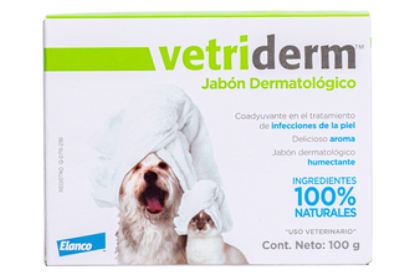 vetriderm™
Jabón Dermatológico
Coadyuvante en el tratamiento
de infecciones de la piel
Delicioso aroma
Jabón dermatológico
humectante
INGREDIENTES
100%
NATURALES
"USO VETERINARIO"
Cont. Neto: 100 g
Elanco